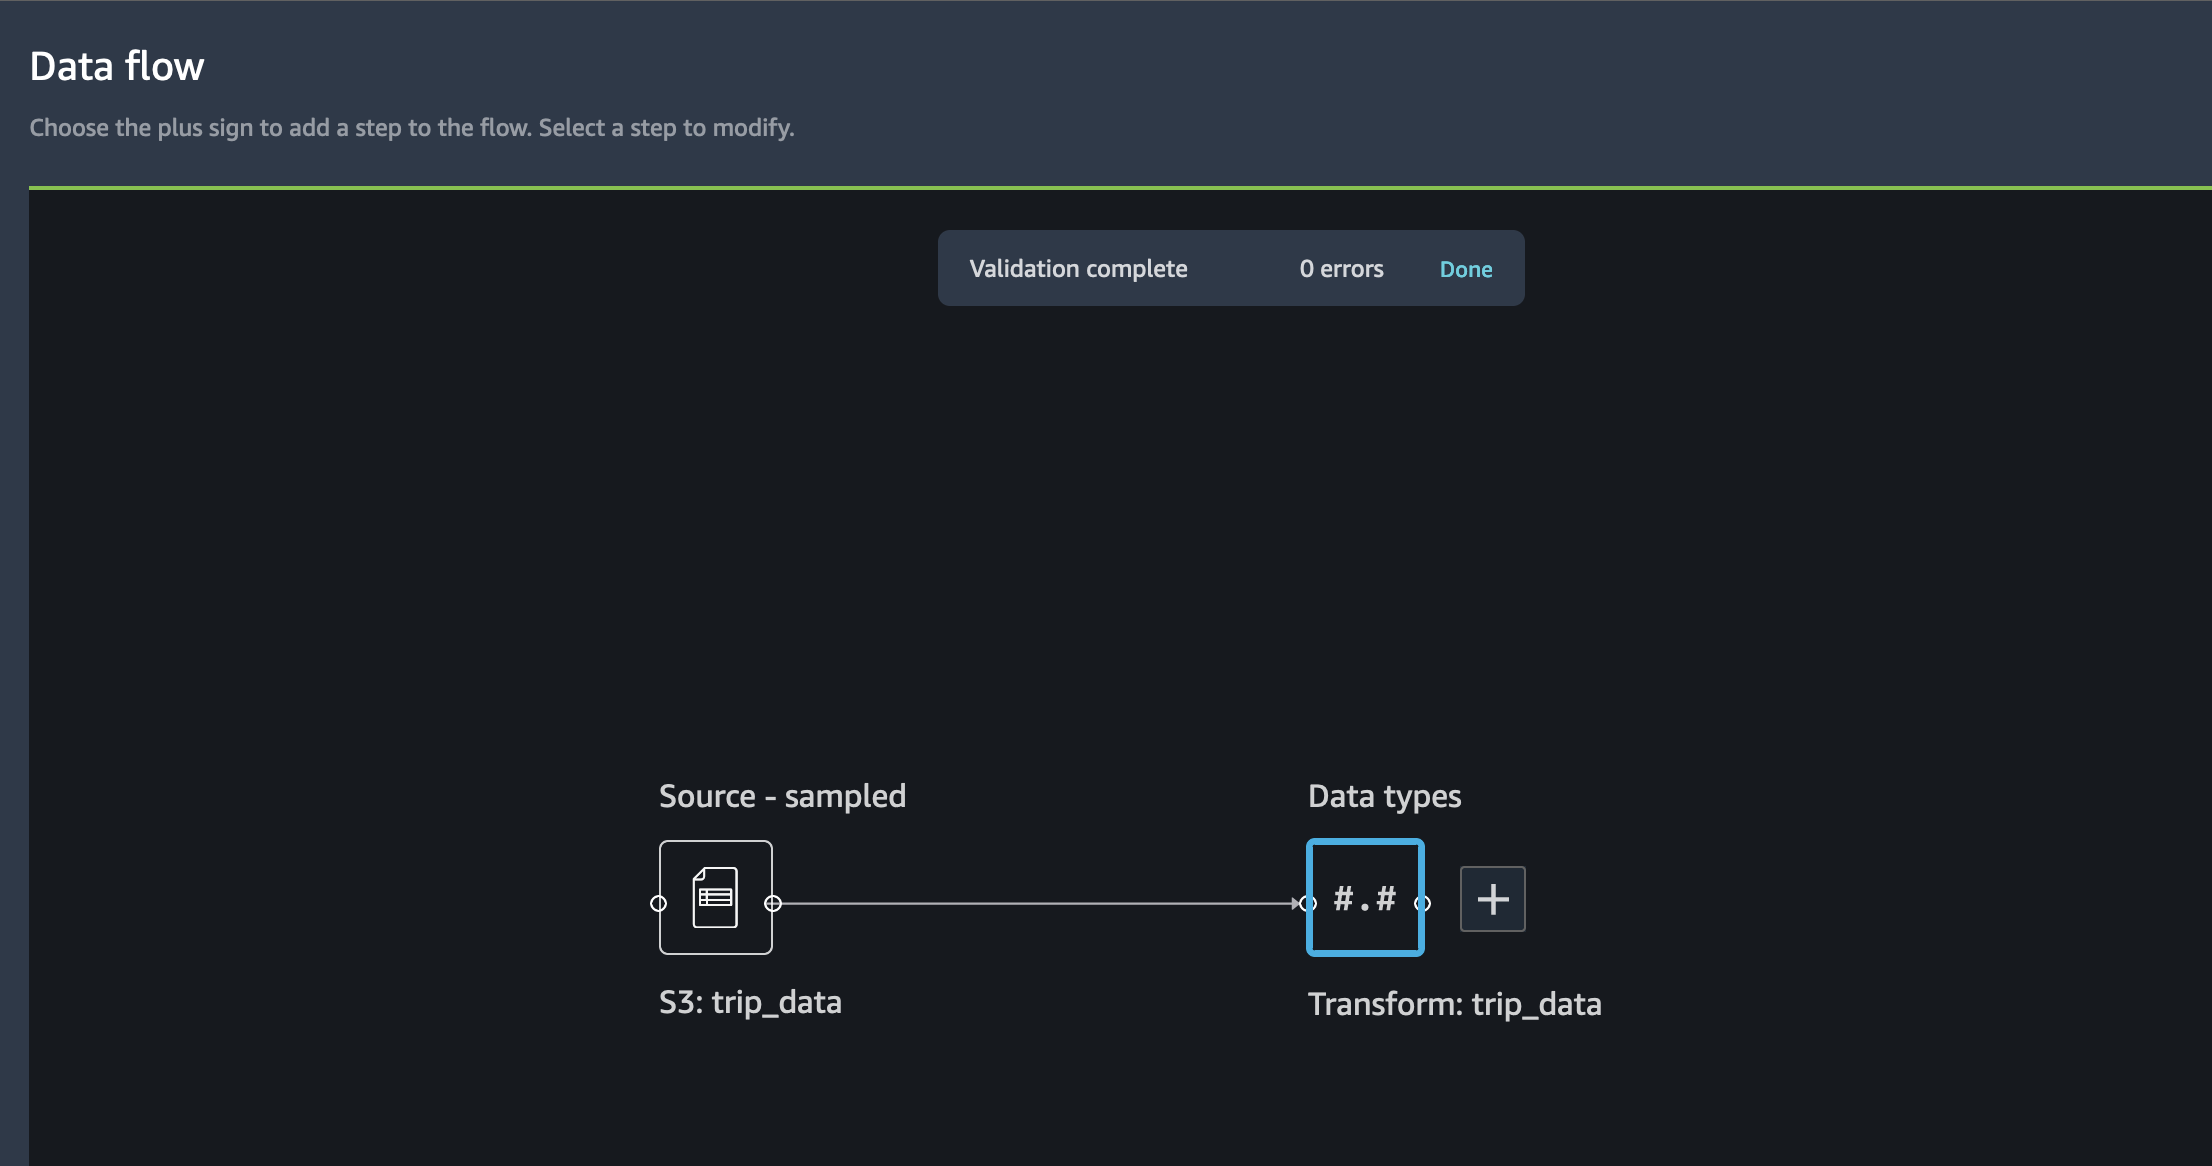 Data flow
Choose the plus sign to add a step to the flow. Select a step to modify.
Validation complete 0 errors Done
Source - sampled
Data types
#.#
S3: trip_data
Transform: trip_data